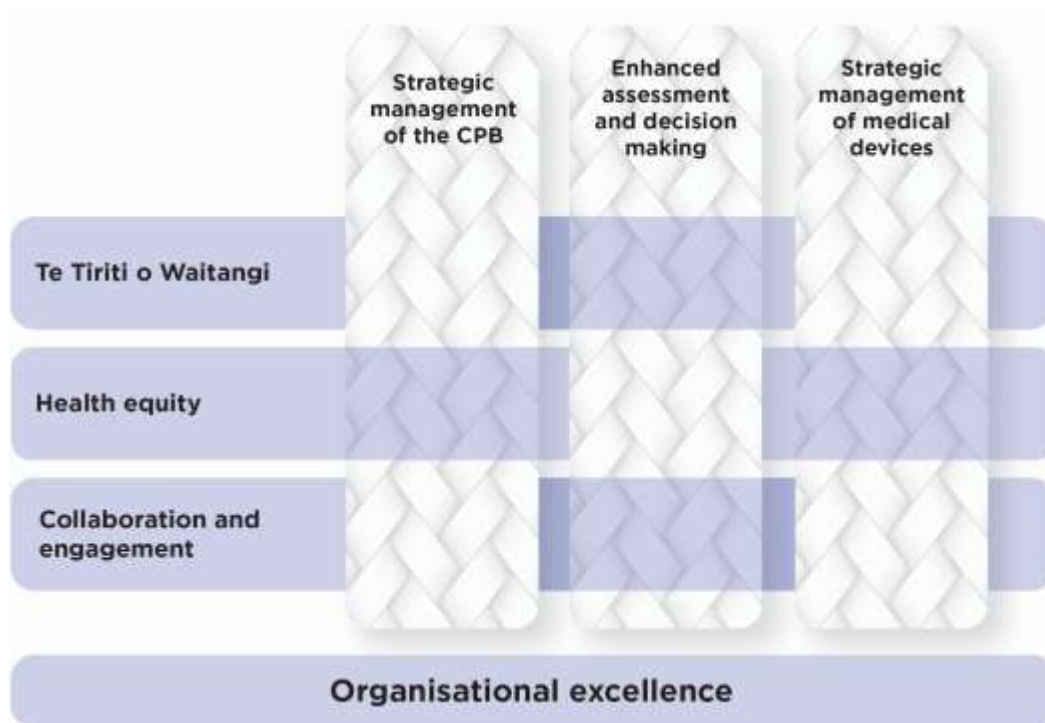 Strategic
management
of the CPB
Enhanced
assessment
and decision
making
Strategic
management
of medical
devices
Te Tiriti o Waitangi
Health equity
Collaboration and
engagement
Organisational excellence